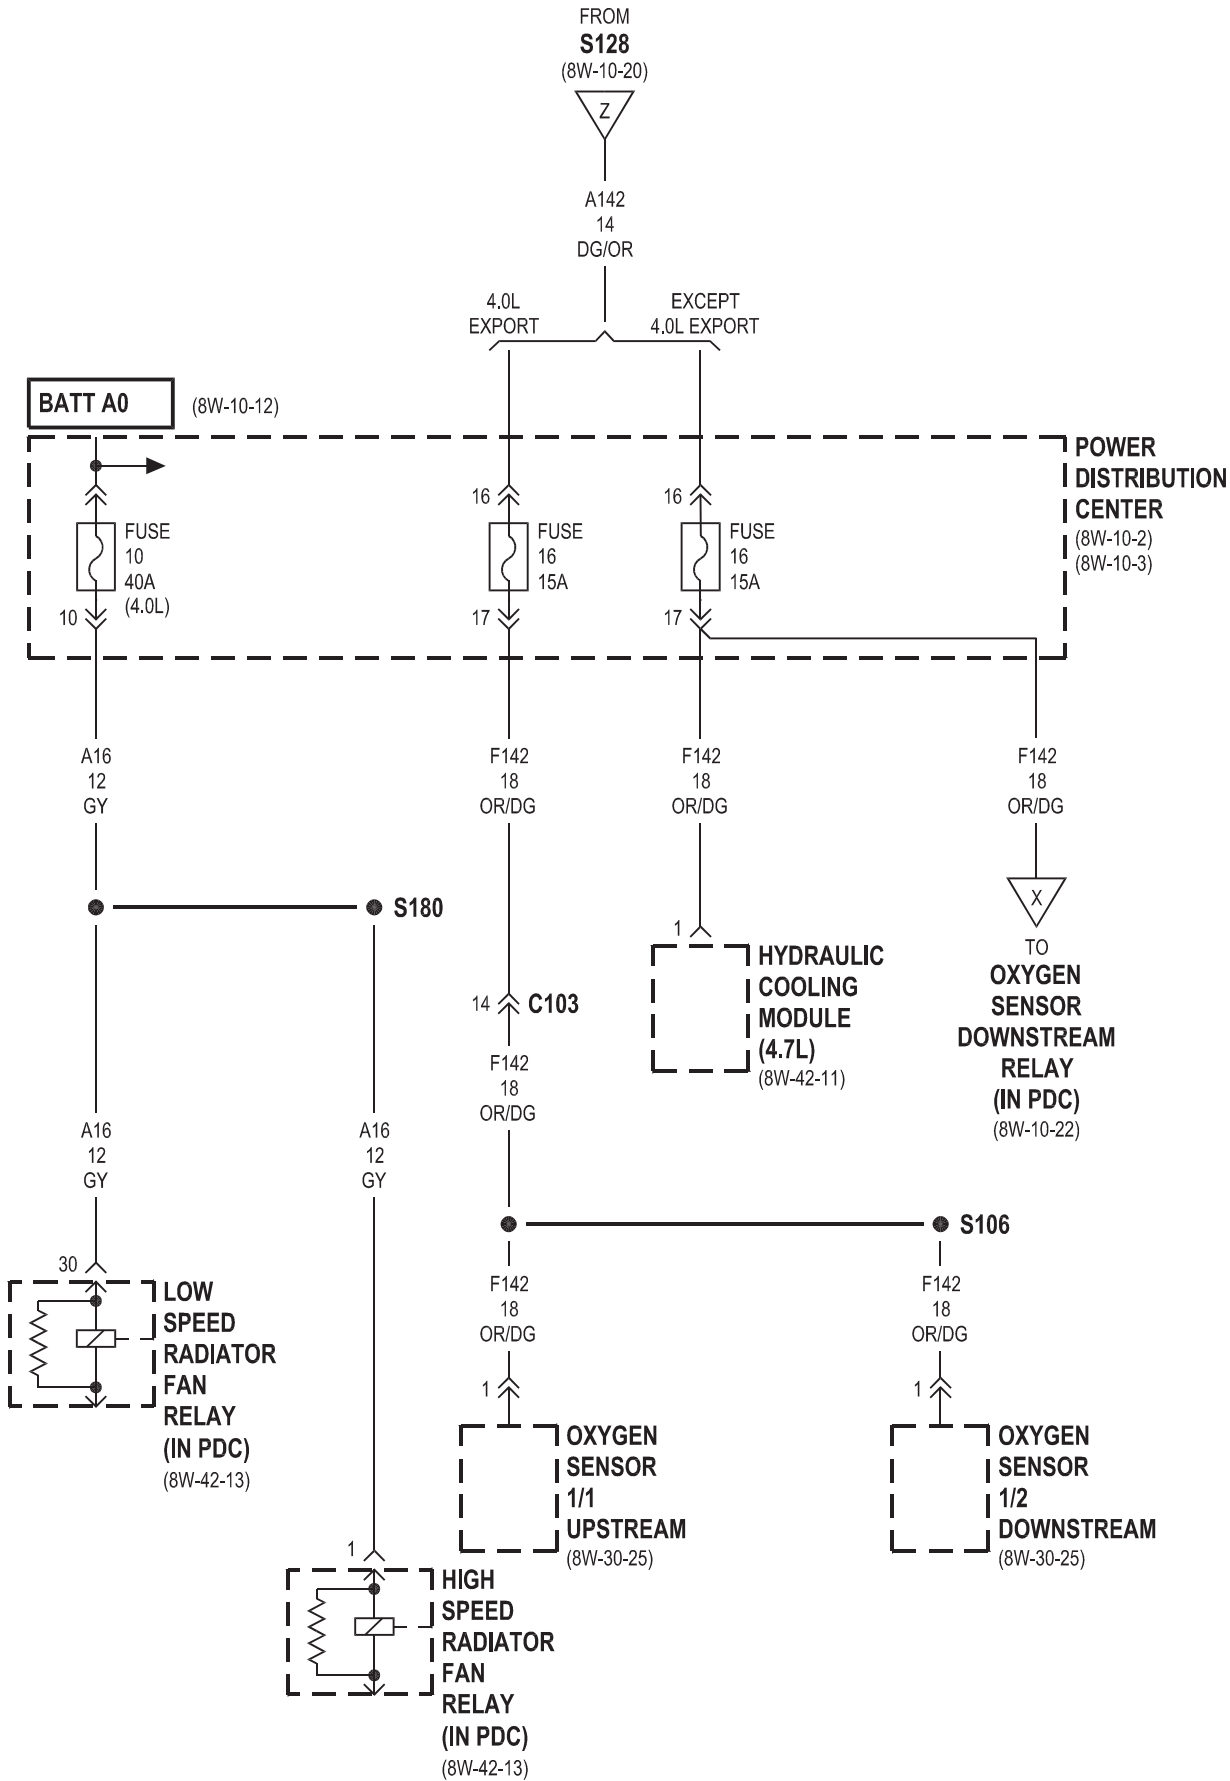 FROM
S128
(8W-10-20)
Z
A142
14
DG/OR
4.0L
EXPORT
EXCEPT
4.0L EXPORT
BATT A0
(8W-10-12)
POWER
DISTRIBUTION
CENTER
(8W-10-2)
(8W-10-3)
FUSE
10
40A
(4.0L)
10
16
FUSE
16
15A
17
16
FUSE
16
15A
17
A16
12
GY
F142
18
OR/DG
F142
18
OR/DG
F142
18
OR/DG
S180
X
TO
OXYGEN
SENSOR
DOWNSTREAM
RELAY
(IN PDC)
(8W-10-22)
1
HYDRAULIC
COOLING
MODULE
(4.7L)
(8W-42-11)
14
C103
F142
18
OR/DG
A16
12
GY
A16
12
GY
S106
30
LOW
SPEED
RADIATOR
FAN
RELAY
(IN PDC)
(8W-42-13)
F142
18
OR/DG
F142
18
OR/DG
1
OXYGEN
SENSOR
1/1
UPSTREAM
(8W-30-25)
1
OXYGEN
SENSOR
1/2
DOWNSTREAM
(8W-30-25)
1
HIGH
SPEED
RADIATOR
FAN
RELAY
(IN PDC)
(8W-42-13)